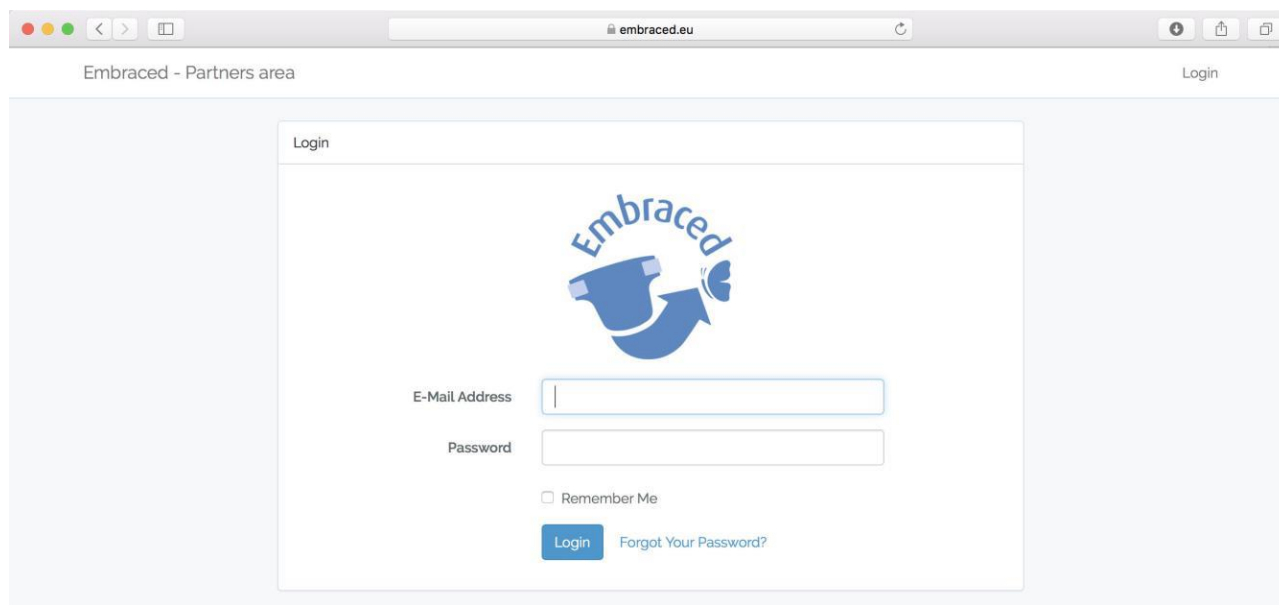 embraced.eu
Embraced - Partners area Login
Login
Embraced
E-Mail Address
Password
Remember Me
Login Forgot Your Password?